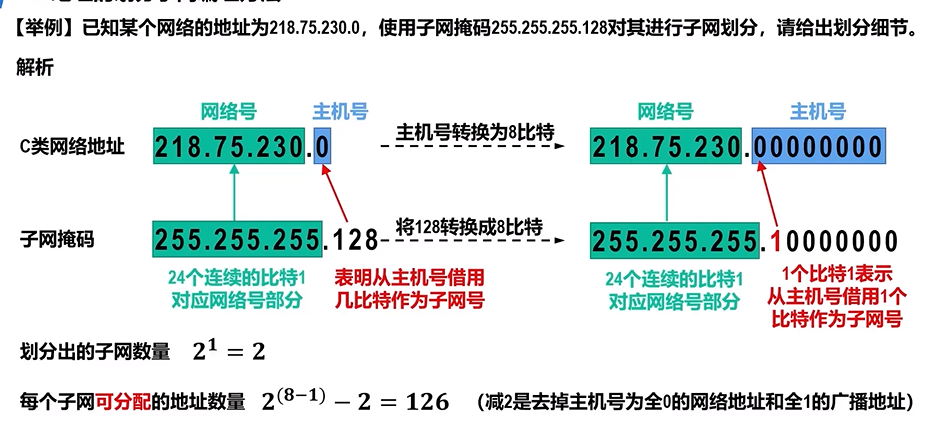 【举例】已知某个网络的地址为218.75.230.0，使用子网掩码255.255.255.128对其进行子网划分，请给出划分细节。
解析
网络号 主机号 网络号 主机号
C类网络地址 218.75.230.0 主机号转换为8比特 218.75.230.00000000
子网掩码 255.255.255.128 将128转换成8比特 255.255.255.10000000
24个连续的比特1 表明从主机号借用 24个连续的比特1 1个比特1表示
对应网络号部分 几比特作为子网号 对应网络号部分 从主机号借用1个
比特作为子网号
划分出的子网数量 2^1 = 2
每个子网可分配的地址数量 2^(8−1) − 2 = 126 （减2是去掉主机号为全0的网络地址和全1的广播地址）